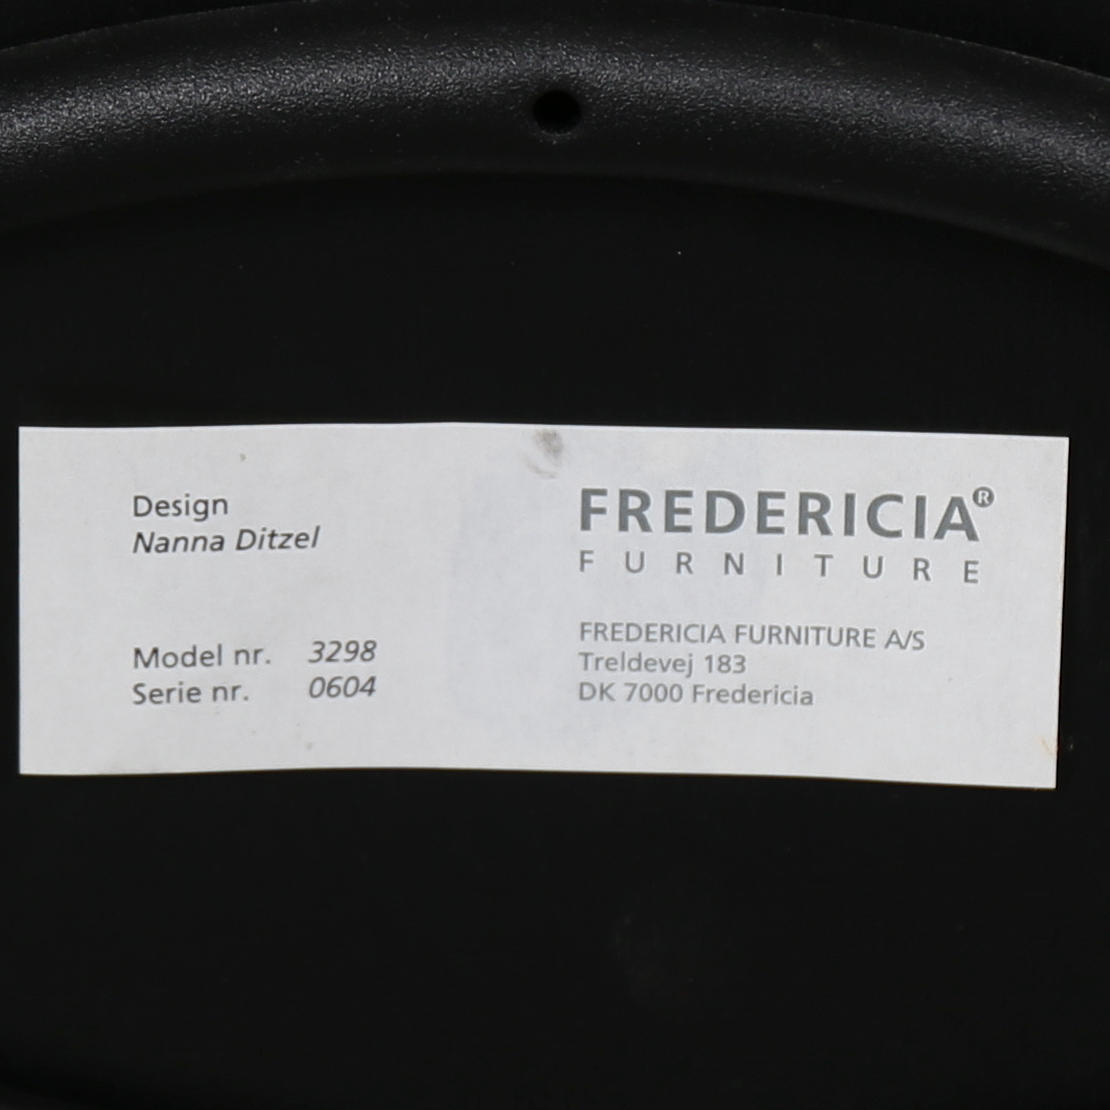 Design
Nanna Ditzel
Model nr. 3298
Serie nr. 0604
FREDERICIA®
FURNITURE
FREDERICIA FURNITURE A/S
Treldevej 183
DK 7000 Fredericia